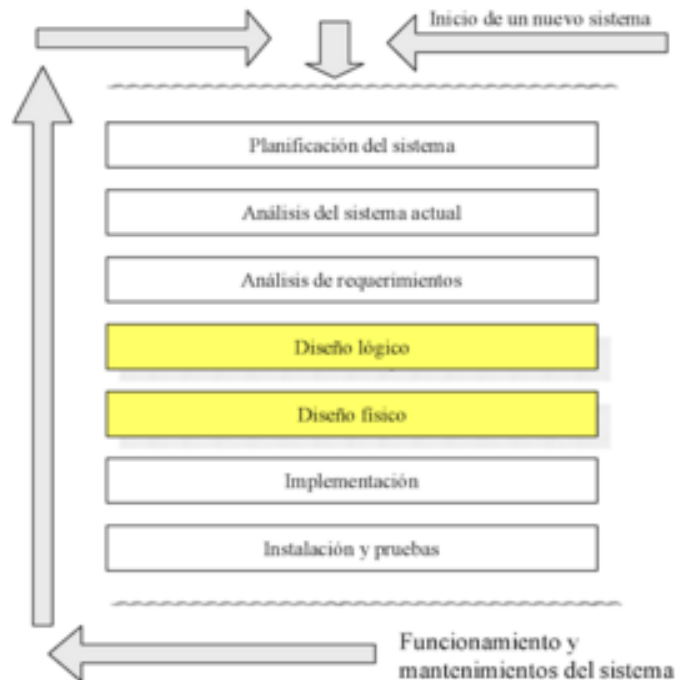 Inicio de un nuevo sistema
Planificación del sistema
Análisis del sistema actual
Análisis de requerimientos
Diseño lógico
Diseño físico
Implementación
Instalación y pruebas
Funcionamiento y
mantenimientos del sistema